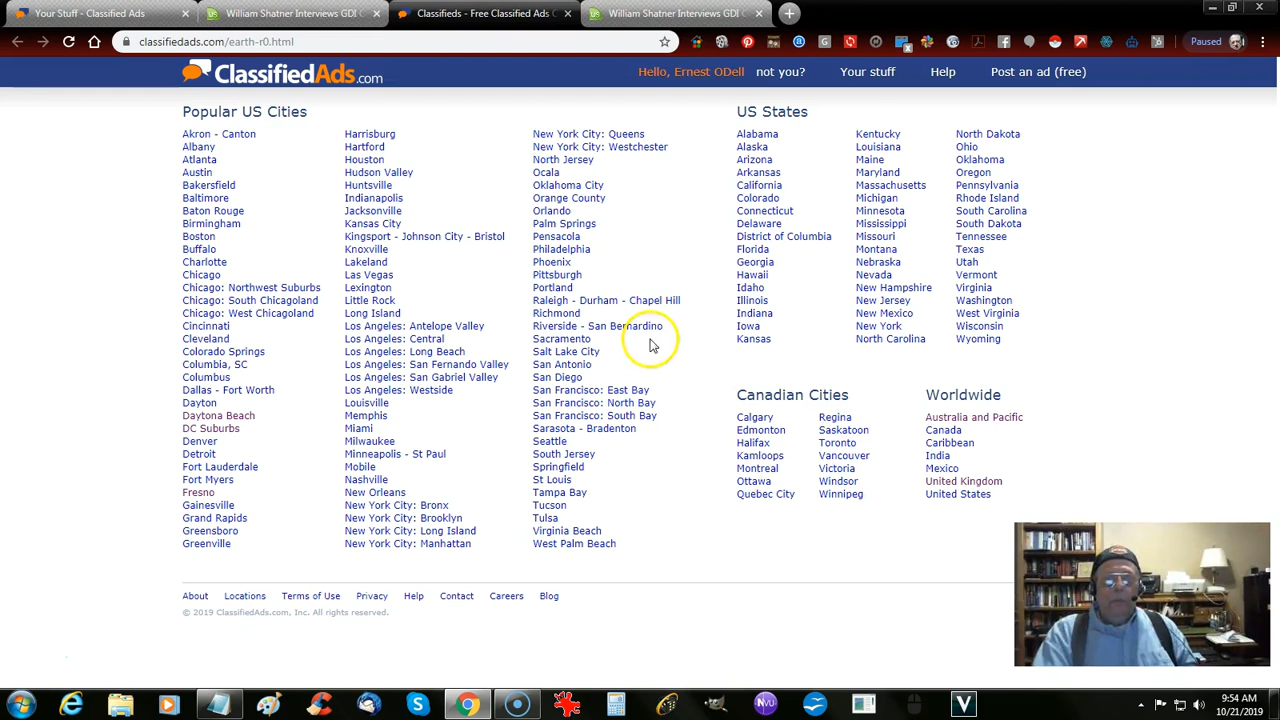 Your Stuff - Classified Ads
William Shatner Interviews GDI
Classifieds - Free Classified Ads
William Shatner Interviews GDI
classifiedads.com/earth-r0.html
Paused
ClassifiedAds.com
Hello, Ernest ODell
not you?
Your stuff
Help
Post an ad (free)
Popular US Cities
Akron - Canton
Albany
Atlanta
Austin
Bakersfield
Baltimore
Baton Rouge
Birmingham
Boston
Buffalo
Charlotte
Chicago
Chicago: Northwest Suburbs
Chicago: South Chicagoland
Chicago: West Chicagoland
Cincinnati
Cleveland
Colorado Springs
Columbia, SC
Columbus
Dallas - Fort Worth
Dayton
Daytona Beach
DC Suburbs
Denver
Detroit
Fort Lauderdale
Fort Myers
Fresno
Gainesville
Grand Rapids
Greensboro
Greenville
Harrisburg
Hartford
Houston
Hudson Valley
Huntsville
Indianapolis
Jacksonville
Kansas City
Kingsport - Johnson City - Bristol
Knoxville
Lakeland
Las Vegas
Lexington
Little Rock
Long Island
Los Angeles: Antelope Valley
Los Angeles: Central
Los Angeles: Long Beach
Los Angeles: San Fernando Valley
Los Angeles: San Gabriel Valley
Los Angeles: Westside
Louisville
Memphis
Miami
Milwaukee
Minneapolis - St Paul
Mobile
Nashville
New Orleans
New York City: Bronx
New York City: Brooklyn
New York City: Long Island
New York City: Manhattan
New York City: Queens
New York City: Westchester
North Jersey
Ocala
Oklahoma City
Orange County
Orlando
Palm Springs
Pensacola
Philadelphia
Phoenix
Pittsburgh
Portland
Raleigh - Durham - Chapel Hill
Richmond
Riverside - San Bernardino
Sacramento
Salt Lake City
San Antonio
San Diego
San Francisco: East Bay
San Francisco: North Bay
San Francisco: South Bay
Sarasota - Bradenton
Seattle
South Jersey
Springfield
St Louis
Tampa Bay
Tucson
Tulsa
Virginia Beach
West Palm Beach
US States
Alabama
Alaska
Arizona
Arkansas
California
Colorado
Connecticut
Delaware
District of Columbia
Florida
Georgia
Hawaii
Idaho
Illinois
Indiana
Iowa
Kansas
Kentucky
Louisiana
Maine
Maryland
Massachusetts
Michigan
Minnesota
Mississippi
Missouri
Montana
Nebraska
Nevada
New Hampshire
New Jersey
New Mexico
New York
North Carolina
North Dakota
Ohio
Oklahoma
Oregon
Pennsylvania
Rhode Island
South Carolina
South Dakota
Tennessee
Texas
Utah
Vermont
Virginia
Washington
West Virginia
Wisconsin
Wyoming
Canadian Cities
Calgary
Edmonton
Halifax
Kamloops
Montreal
Ottawa
Quebec City
Regina
Saskatoon
Toronto
Vancouver
Victoria
Windsor
Winnipeg
Worldwide
Australia and Pacific
Canada
Caribbean
India
Mexico
United Kingdom
United States
About
Locations
Terms of Use
Privacy
Help
Contact
Careers
Blog
© 2019 ClassifiedAds.com, Inc. All rights reserved.
9:54 AM
10/21/2019